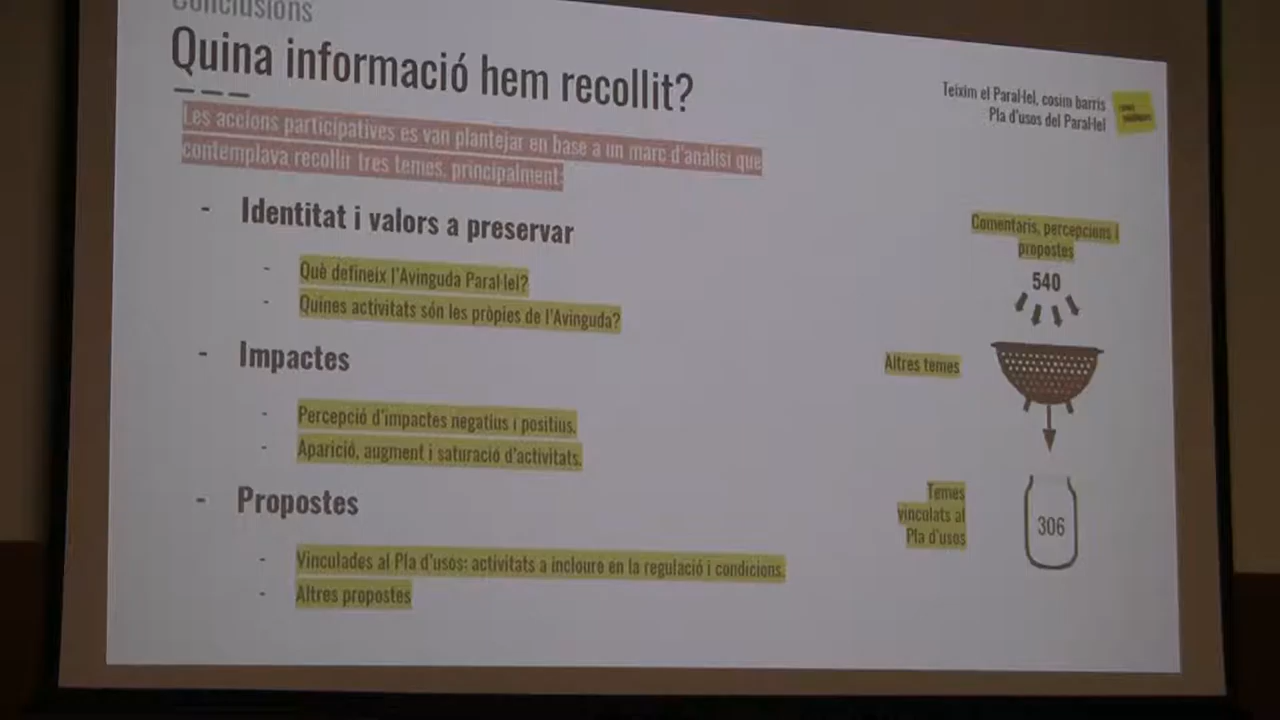 Conclusions
Quina informació hem recollit?
Teixim el Paral·lel, cosim barris
Pla d'usos del Paral·lel
Les accions participatives es van plantejar en base a un marc d'anàlisi que
contemplava recollir tres temes, principalment:
- Identitat i valors a preservar
- Què defineix l'Avinguda Paral·lel?
- Quines activitats són les pròpies de l'Avinguda?
- Impactes
- Percepció d'impactes negatius i positius.
- Aparició, augment i saturació d'activitats.
- Propostes
- Vinculades al Pla d'usos: activitats a incloure en la regulació i condicions.
- Altres propostes
Comentaris, percepcions i
propostes
540
Altres temes
Temes
vinculats al
Pla d'usos
306